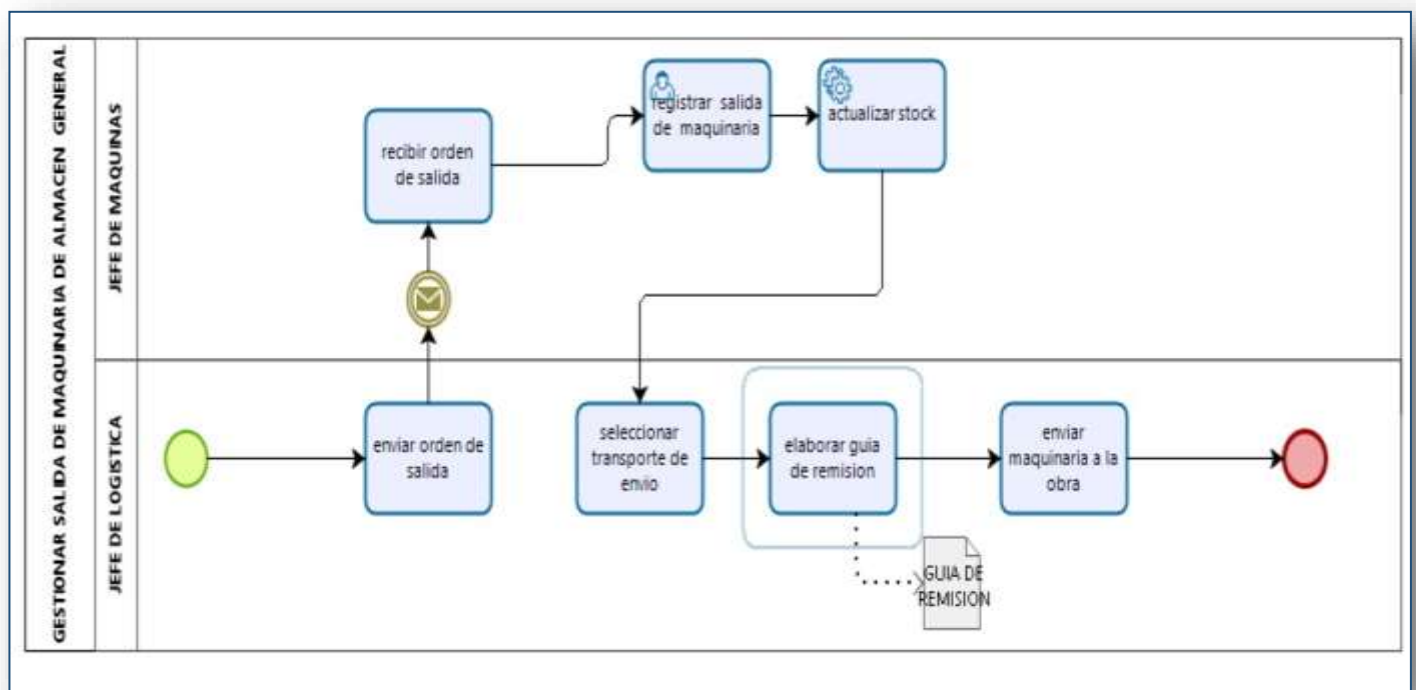 GESTIONAR SALIDA DE MAQUINARIA DE ALMACEN GENERAL
JEFE DE MAQUINAS
recibir orden
de salida
registrar salida
de maquinaria
actualizar stock
JEFE DE LOGISTICA
enviar orden de
salida
seleccionar
transporte de
envio
elaborar guia
de remision
enviar
maquinaria a la
obra
GUIA DE
REMISION